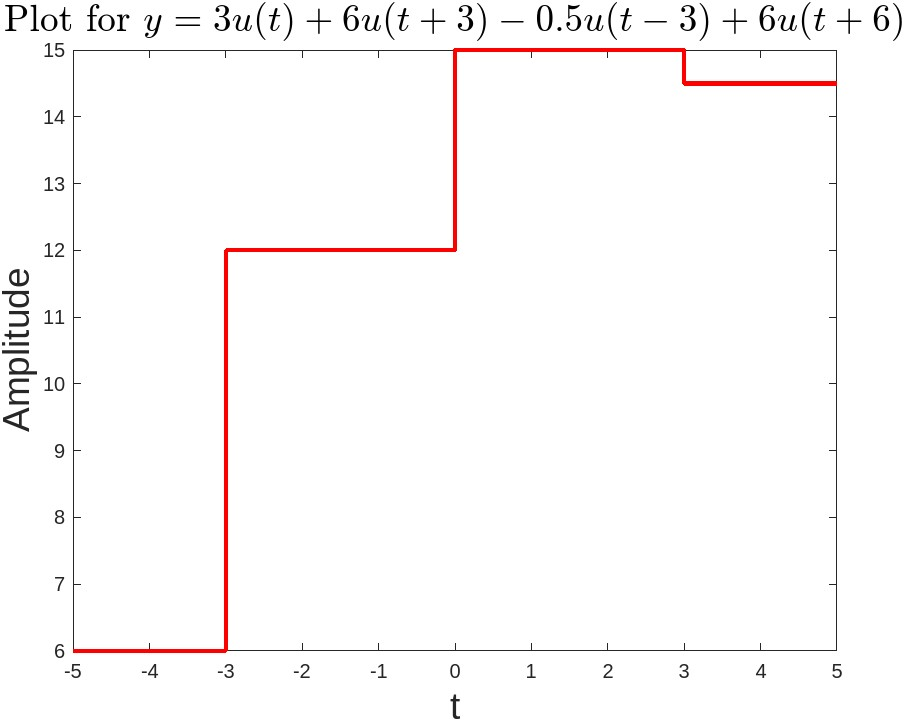 Plot for y = 3u(t) + 6u(t + 3) − 0.5u(t − 3) + 6u(t + 6)
15
14
13
12
11
10
9
8
7
6
Amplitude
-5 -4 -3 -2 -1 0 1 2 3 4 5
t